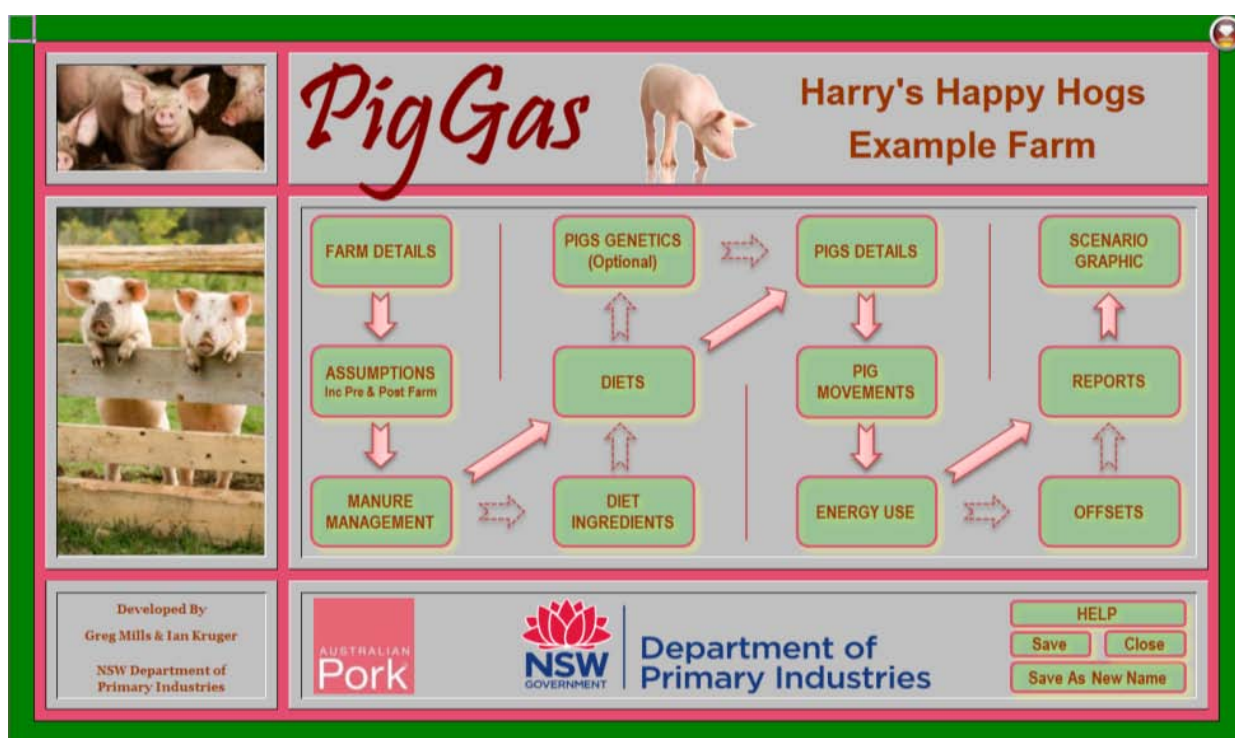 PigGas
Harry's Happy Hogs
Example Farm
FARM DETAILS
ASSUMPTIONS
Inc Pre & Post Farm
MANURE
MANAGEMENT
PIGS GENETICS
(Optional)
DIETS
DIET
INGREDIENTS
PIGS DETAILS
PIG
MOVEMENTS
ENERGY USE
SCENARIO
GRAPHIC
REPORTS
OFFSETS
Developed By
Greg Mills & Ian Kruger
NSW Department of
Primary Industries
AUSTRALIAN
Pork
NSW
GOVERNMENT
Department of
Primary Industries
HELP
Save
Close
Save As New Name